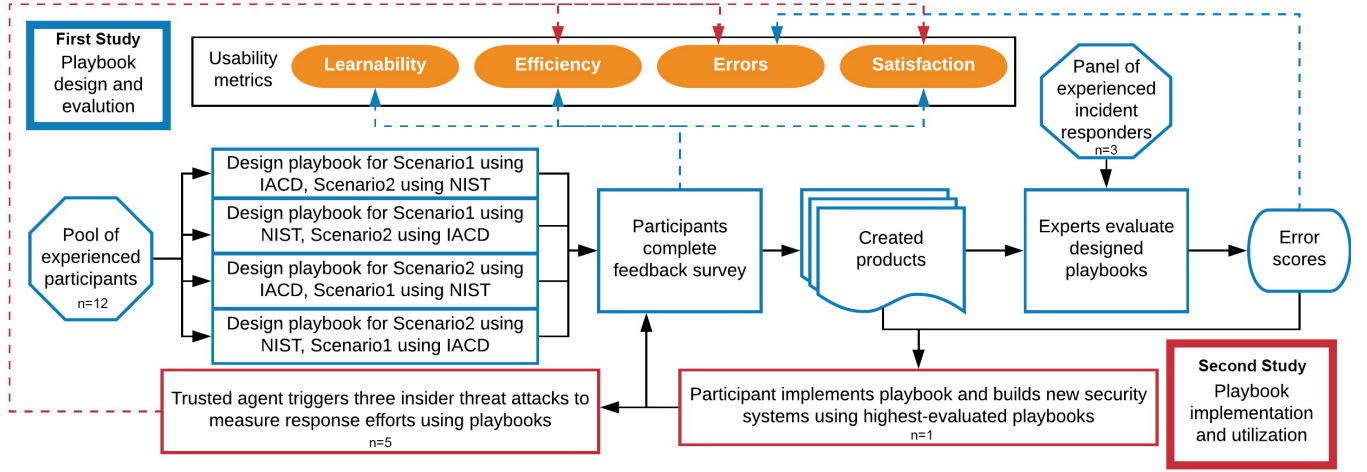 First Study
Playbook
design and
evalution
Usability
metrics
Learnability
Efficiency
Errors
Satisfaction
Panel of
experienced
incident
responders
n=3
Pool of
experienced
participants
n=12
Design playbook for Scenario1 using
IACD, Scenario2 using NIST
Design playbook for Scenario1 using
NIST, Scenario2 using IACD
Design playbook for Scenario2 using
IACD, Scenario1 using NIST
Design playbook for Scenario2 using
NIST, Scenario1 using IACD
Participants
complete
feedback survey
Created
products
Experts evaluate
designed
playbooks
Error
scores
Trusted agent triggers three insider threat attacks to
measure response efforts using playbooks
n=5
Participant implements playbook and builds new security
systems using highest-evaluated playbooks
n=1
Second Study
Playbook
implementation
and utilization